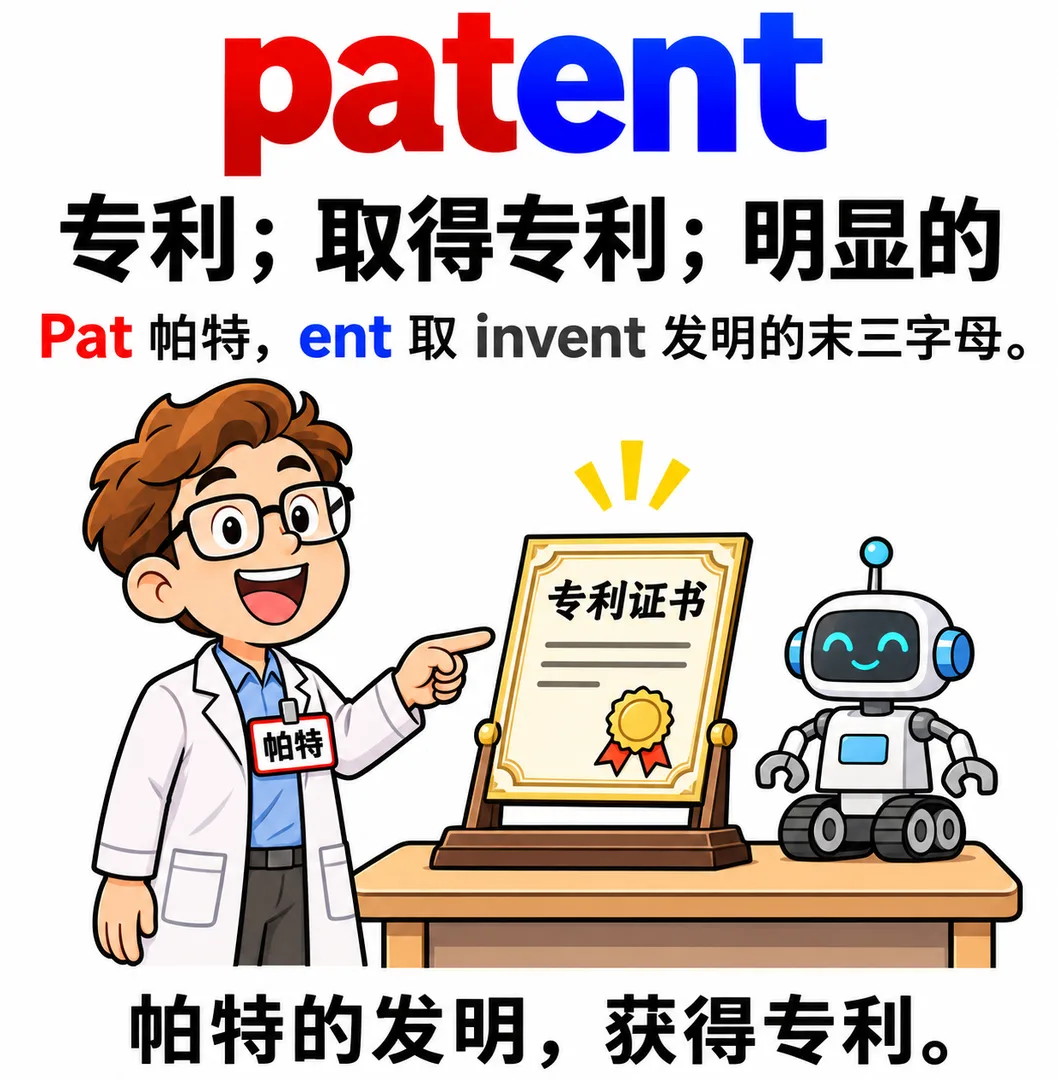 patent
专利；取得专利；明显的
Pat 帕特，ent 取 invent 发明的末三字母。
专利证书
帕特
帕特的发明，获得专利。